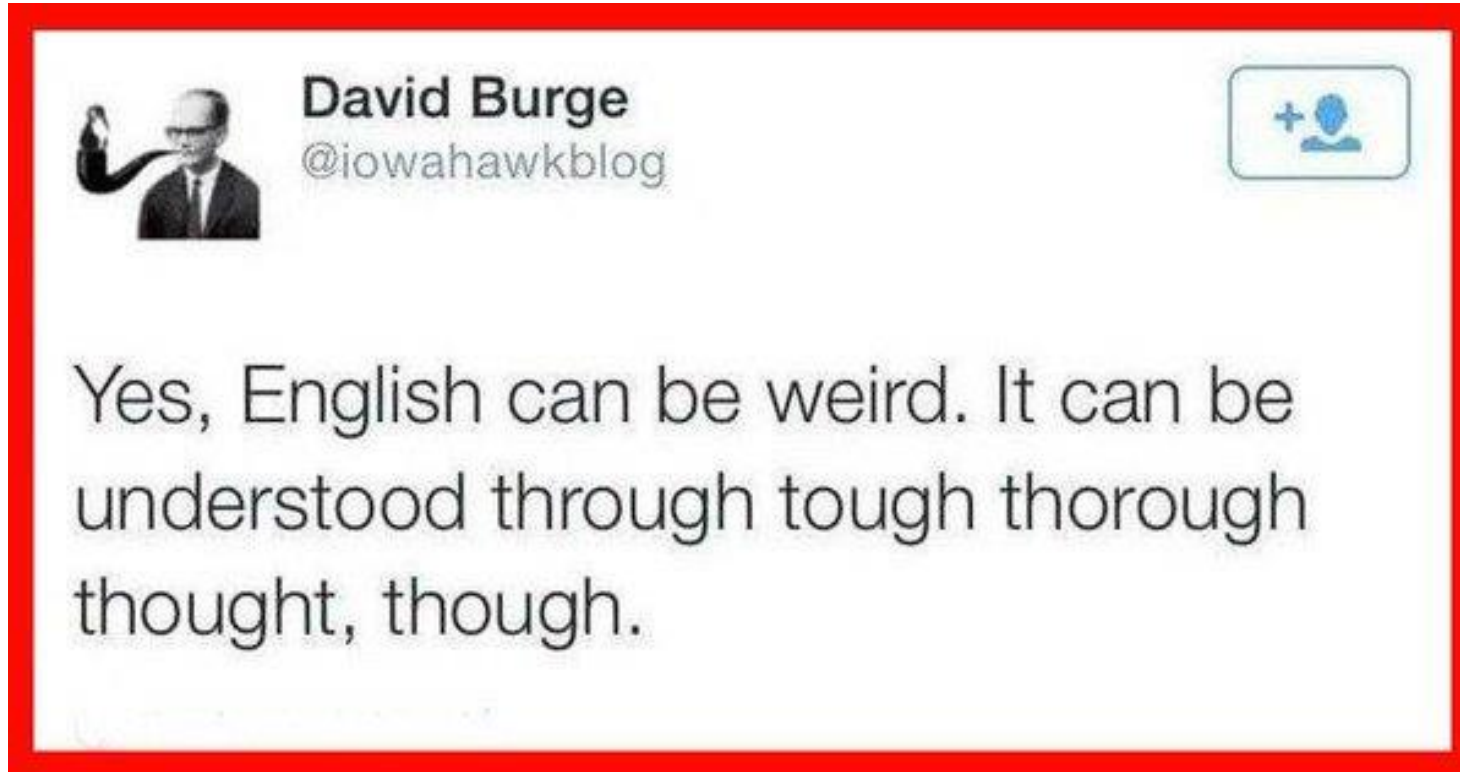 David Burge
@iowahawkblog
Yes, English can be weird. It can be
understood through tough thorough
thought, though.